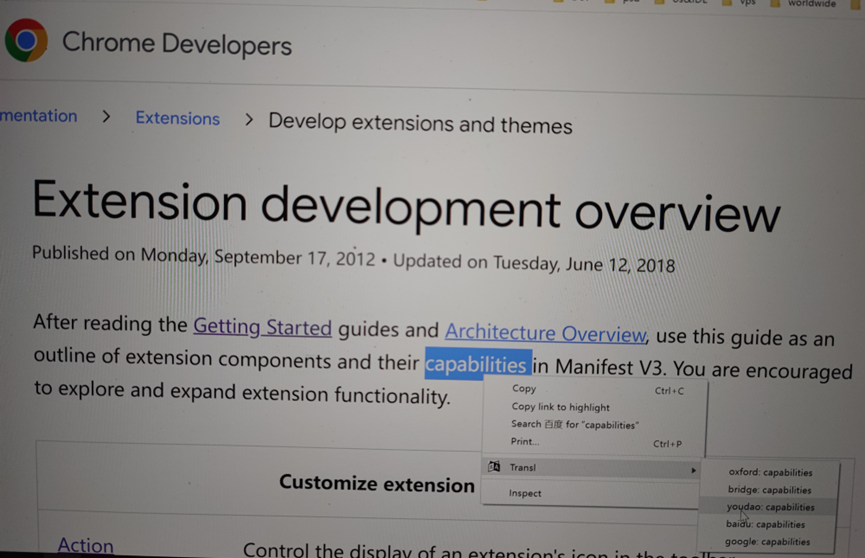 vps
worldwide
Chrome Developers
mentation > Extensions > Develop extensions and themes
Extension development overview
Published on Monday, September 17, 2012 • Updated on Tuesday, June 12, 2018
After reading the Getting Started guides and Architecture Overview, use this guide as an
outline of extension components and their capabilities in Manifest V3. You are encouraged
to explore and expand extension functionality.
Copy Ctrl+C
Copy link to highlight
Search 百度 for "capabilities"
Print... Ctrl+P
Transl
Inspect
oxford: capabilities
bridge: capabilities
youdao: capabilities
baidu: capabilities
google: capabilities
Customize extension
Action
Control the display of an extension's icon in the